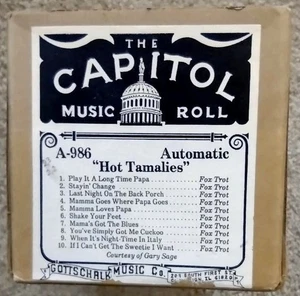 THE
CAPITOL
MUSIC ROLL
A-986 Automatic
"Hot Tamalies"
1. Play It A Long Time Papa . . . . Fox Trot
2. Stayin' Change . . . . Fox Trot
3. Last Night On The Back Porch . . . . Fox Trot
4. Mamma Goes Where Papa Goes . . . . Fox Trot
5. Mamma Loves Papa . . . . Fox Trot
6. Shake Your Feet . . . . Fox Trot
7. Mama's Got The Blues . . . . Fox Trot
8. You've Simply Got Me Cuckoo . . . . Fox Trot
9. When It's Night-Time In Italy . . . . Fox Trot
10. If I Can't Get the Sweetie I Want . . . . Fox Trot
Courtesy of Gary Sage
GOTTSCHALK MUSIC Co.
SOUTH FIRST ST